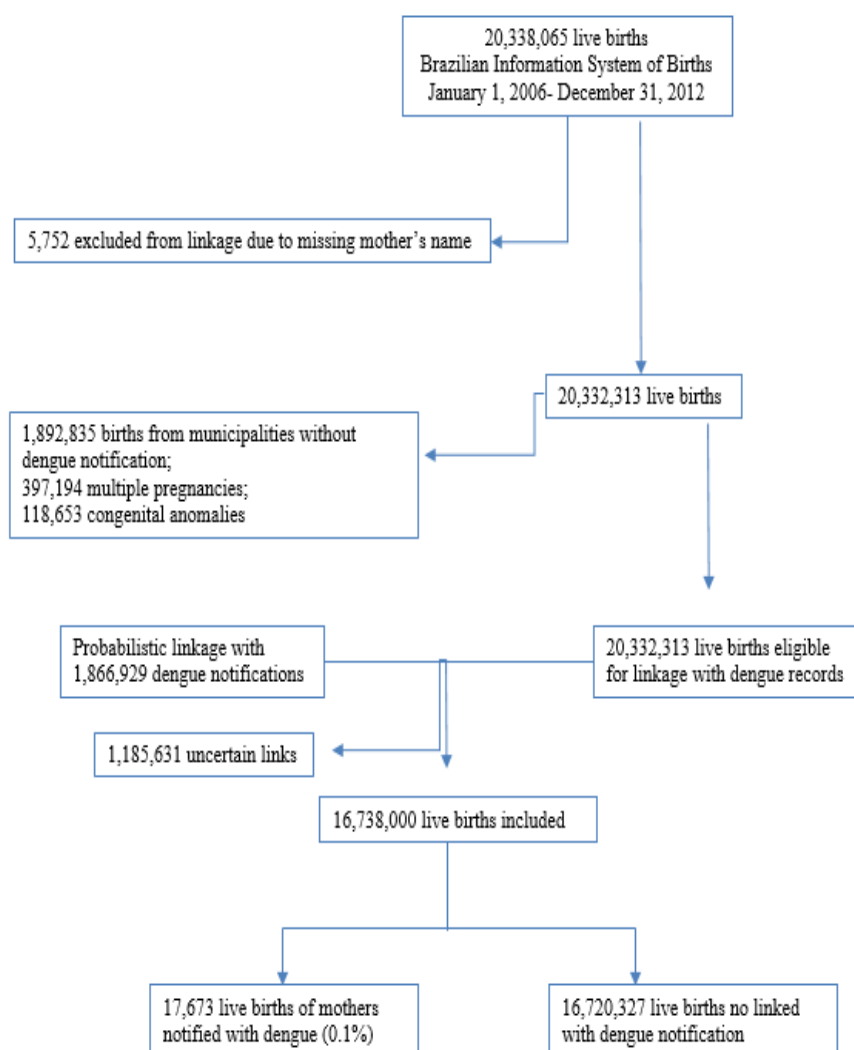 20,338,065 live births
Brazilian Information System of Births
January 1, 2006- December 31, 2012
5,752 excluded from linkage due to missing mother’s name
20,332,313 live births
1,892,835 births from municipalities without
dengue notification;
397,194 multiple pregnancies;
118,653 congenital anomalies
Probabilistic linkage with
1,866,929 dengue notifications
20,332,313 live births eligible
for linkage with dengue records
1,185,631 uncertain links
16,738,000 live births included
17,673 live births of mothers
notified with dengue (0.1%)
16,720,327 live births no linked
with dengue notification